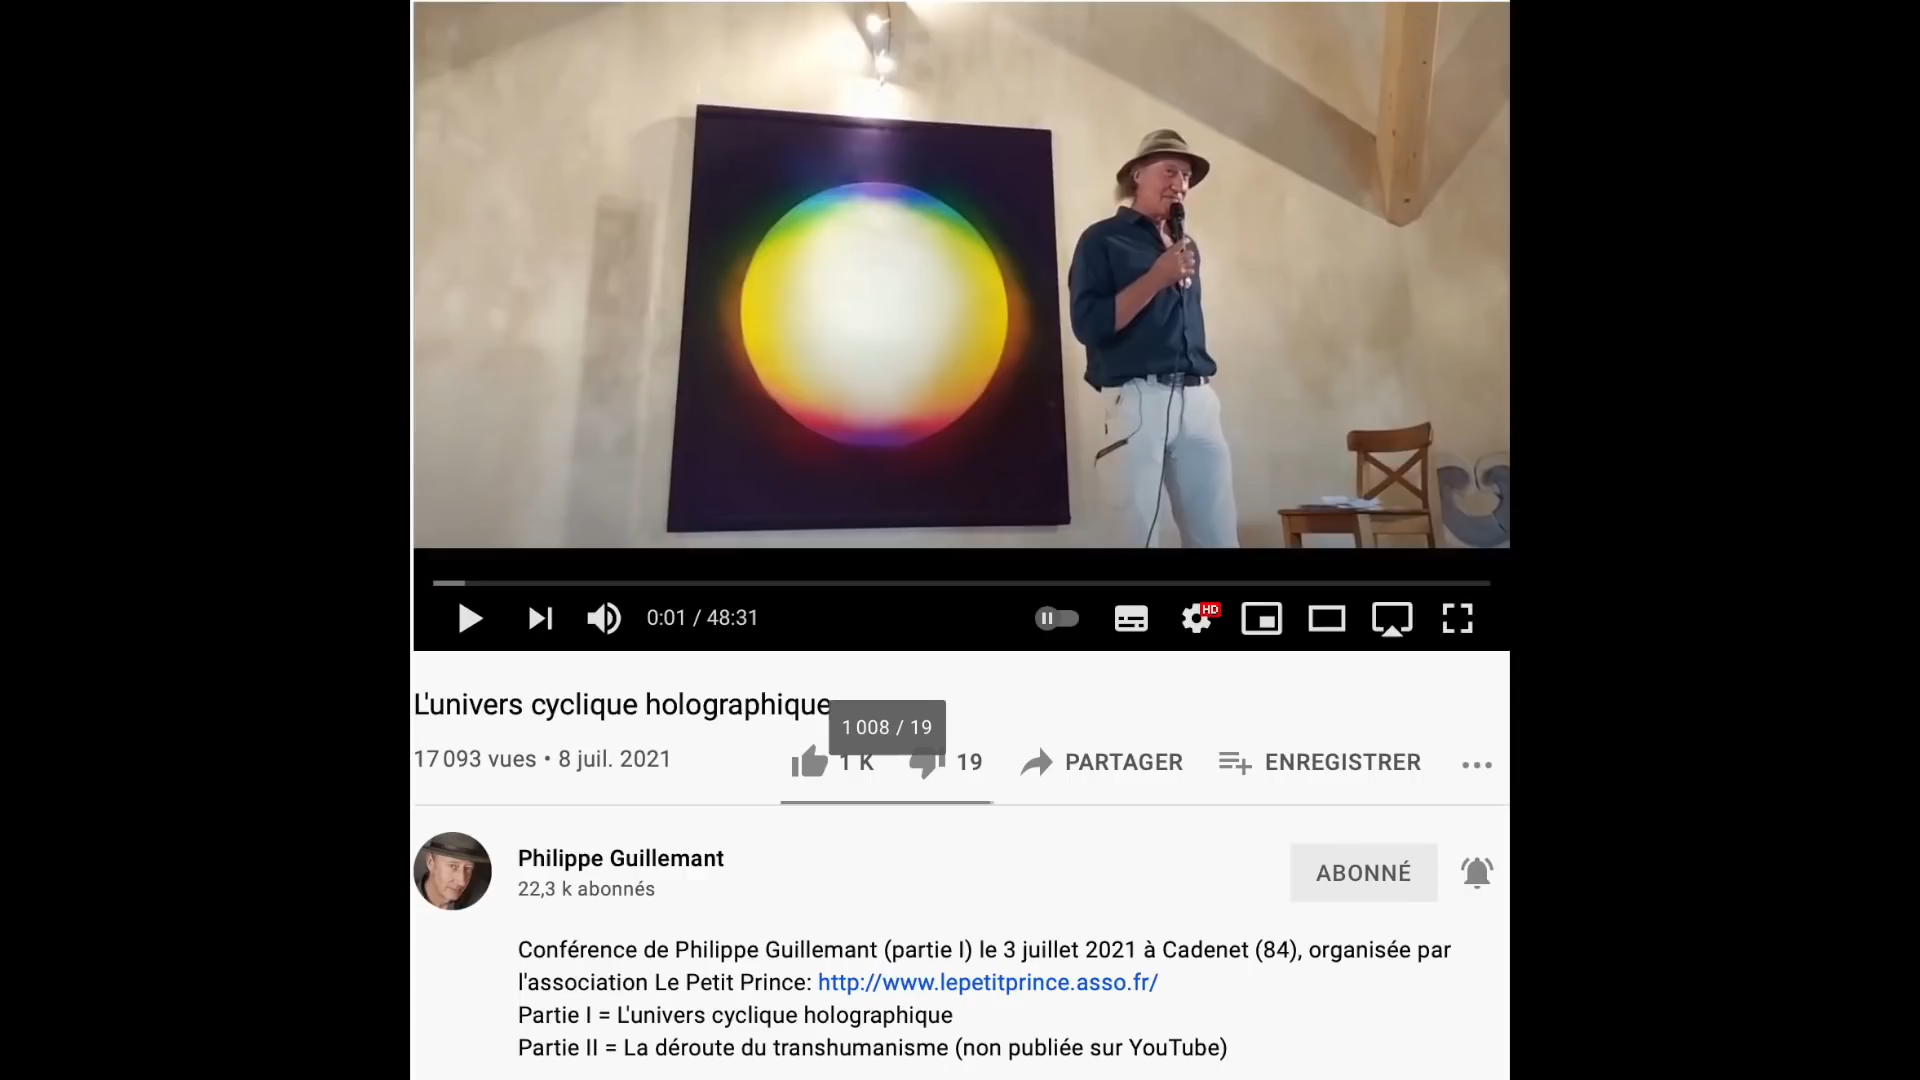 0:01 / 48:31
HD
L'univers cyclique holographique
1 008 / 19
17 093 vues • 8 juil. 2021
1 K
19
PARTAGER
ENREGISTRER
Philippe Guillemant
22,3 k abonnés
ABONNÉ
Conférence de Philippe Guillemant (partie I) le 3 juillet 2021 à Cadenet (84), organisée par
l'association Le Petit Prince: http://www.lepetitprince.asso.fr/
Partie I = L'univers cyclique holographique
Partie II = La déroute du transhumanisme (non publiée sur YouTube)